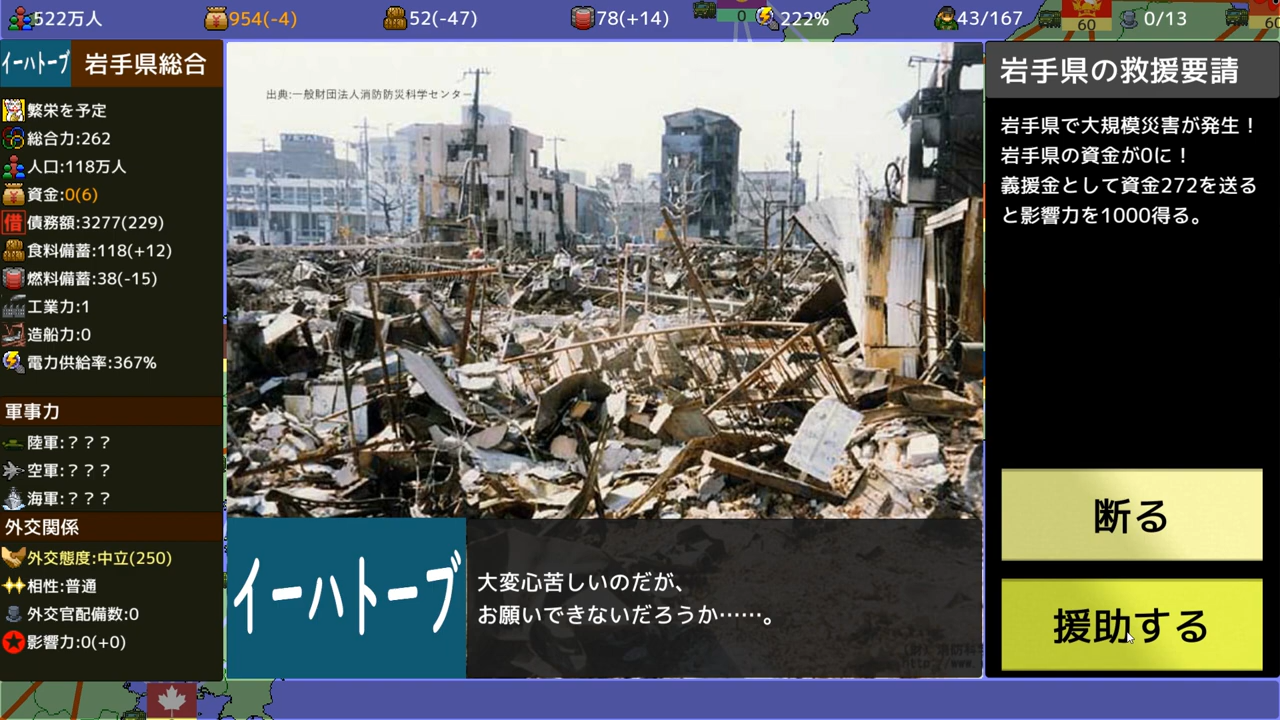 522万人
954(-4)
52(-47)
78(+14)
0
222%
43/167
60
0/13
60
イーハトーブ
岩手県総合
繁栄を予定
総合力:262
人口:118万人
資金:0(6)
借
債務額:3277(229)
食料備蓄:118(+12)
燃料備蓄:38(-15)
工業力:1
造船力:0
電力供給率:367%
軍事力
陸軍:???
空軍:???
海軍:???
外交関係
外交態度:中立(250)
相性:普通
外交官配備数:0
影響力:0(+0)
出典:一般財団法人消防防災科学センター
イーハトーブ
大変心苦しいのだが、
お願いできないだろうか……。
岩手県の救援要請
岩手県で大規模災害が発生！
岩手県の資金が0に！
義援金として資金272を送る
と影響力を1000得る。
断る
援助する